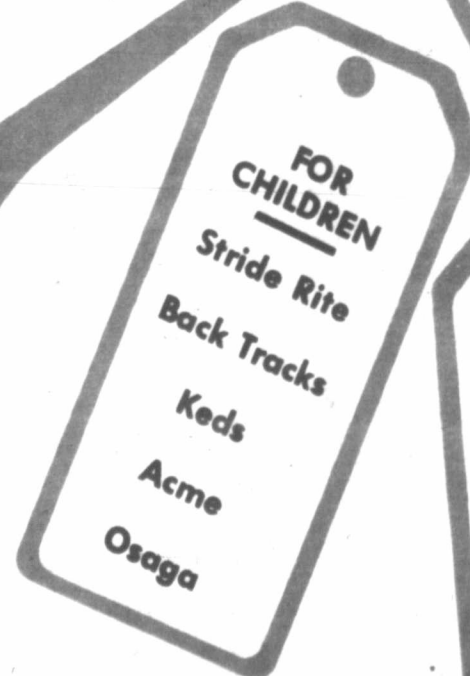 FOR
CHILDREN
Stride Rite
Back Tracks
Keds
Acme
Osaga